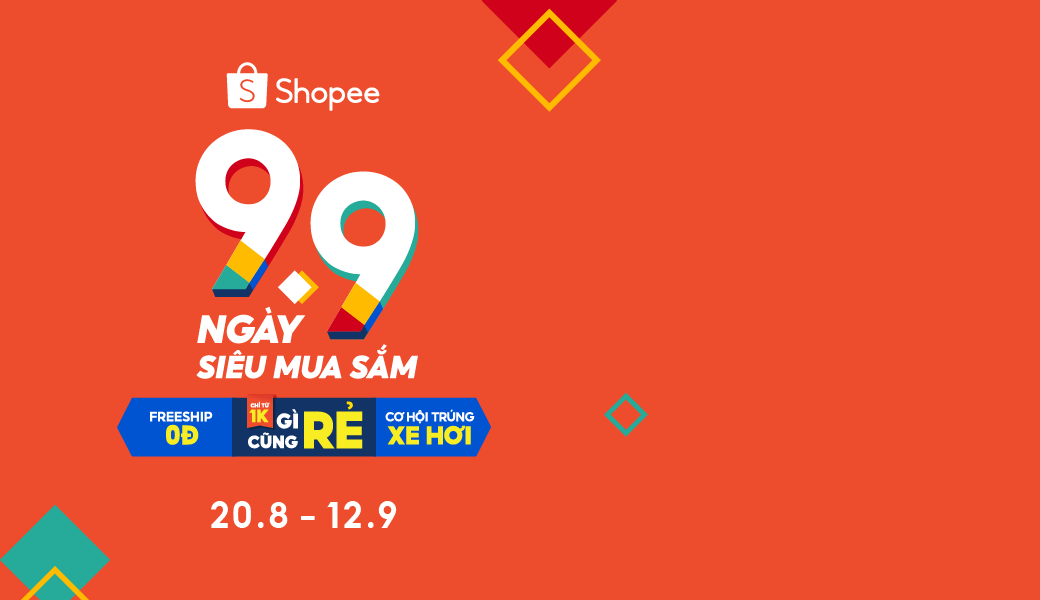 Shopee
9.9
NGÀY
SIÊU MUA SẮM
FREESHIP
0Đ
CHỈ TỪ
1K
GÌ
CŨNG
RẺ
CƠ HỘI TRÚNG
XE HƠI
20.8 – 12.9